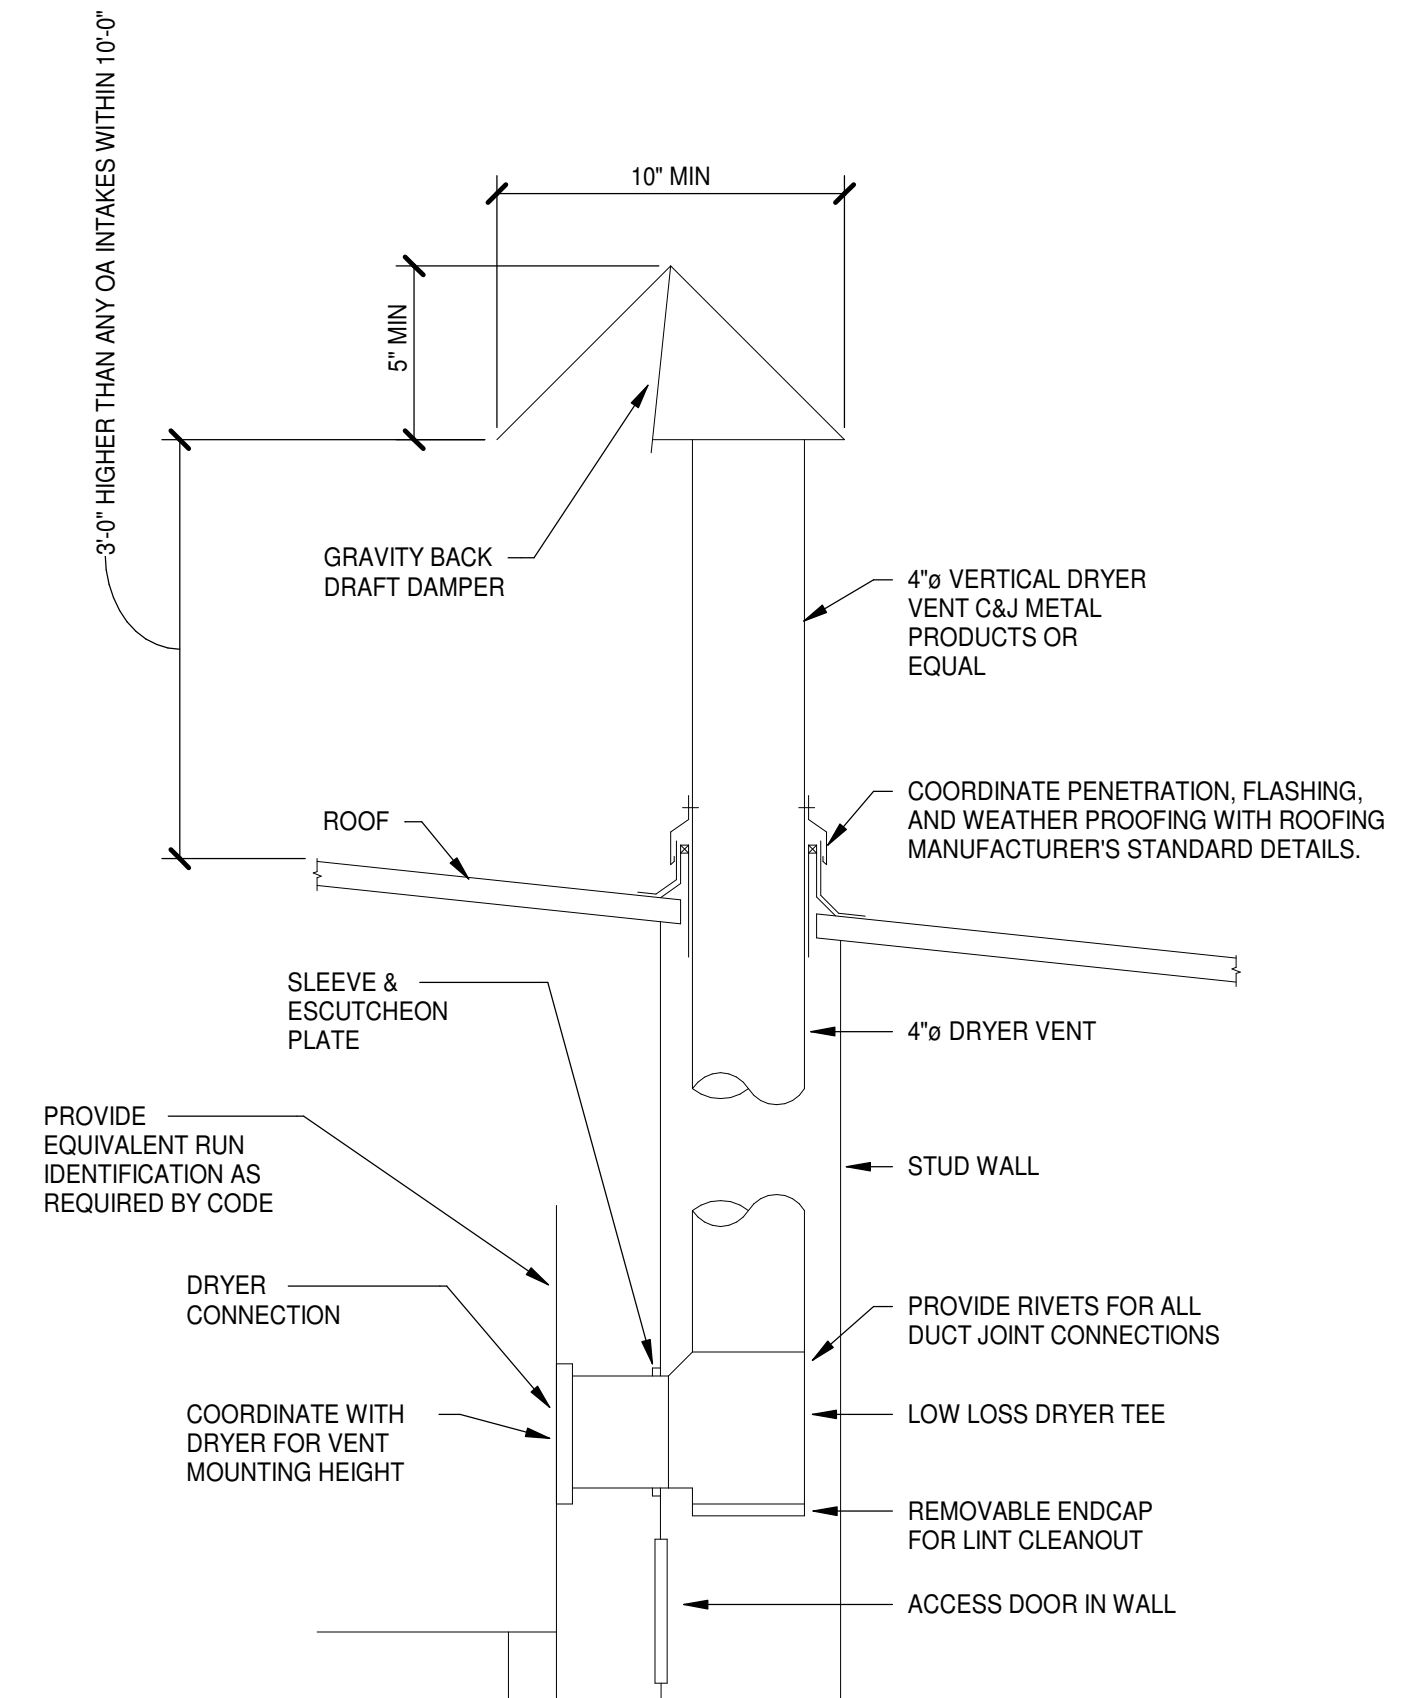 3'-0" HIGHER THAN ANY OA INTAKES WITHIN 10'-0"
10" MIN
5" MIN
GRAVITY BACK
DRAFT DAMPER
4"ø VERTICAL DRYER
VENT C&J METAL
PRODUCTS OR
EQUAL
COORDINATE PENETRATION, FLASHING,
AND WEATHER PROOFING WITH ROOFING
MANUFACTURER'S STANDARD DETAILS.
ROOF
SLEEVE &
ESCUTCHEON
PLATE
4"ø DRYER VENT
PROVIDE
EQUIVALENT RUN
IDENTIFICATION AS
REQUIRED BY CODE
STUD WALL
DRYER
CONNECTION
PROVIDE RIVETS FOR ALL
DUCT JOINT CONNECTIONS
COORDINATE WITH
DRYER FOR VENT
MOUNTING HEIGHT
LOW LOSS DRYER TEE
REMOVABLE ENDCAP
FOR LINT CLEANOUT
ACCESS DOOR IN WALL